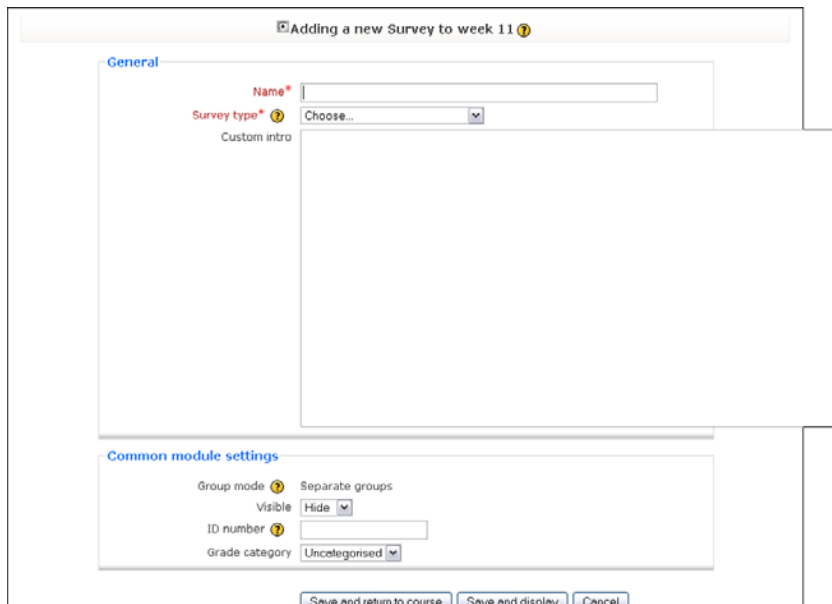 Adding a new Survey to week 11
General
Name*
Survey type* Choose...
Custom intro
Common module settings
Group mode Separate groups
Visible Hide
ID number
Grade category Uncategorised
Save and return to course Save and display Cancel